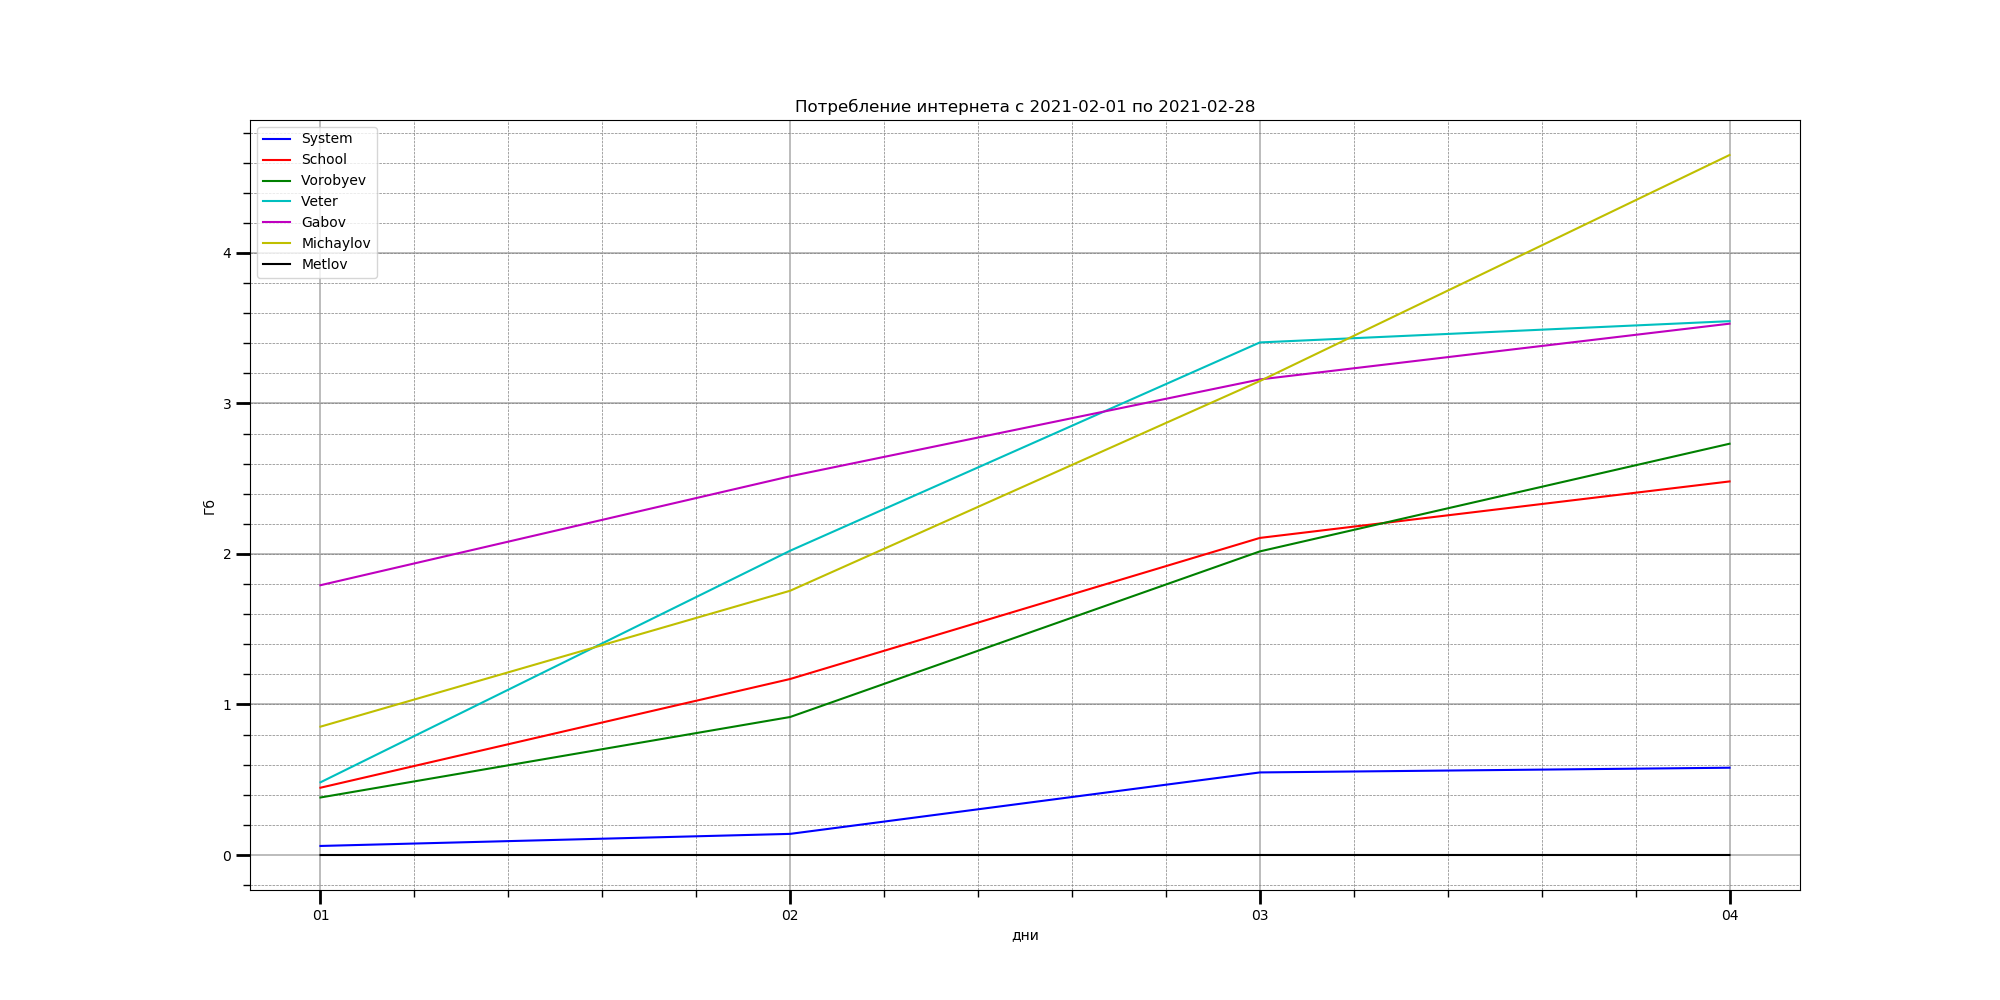 Потребление интернета с 2021-02-01 по 2021-02-28
System
School
Vorobyev
Veter
Gabov
Michaylov
Metlov
4
3
2
1
0
Гб
01 02 03 04
дни